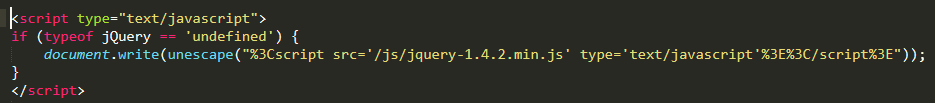 <script type="text/javascript">
if (typeof jQuery == 'undefined') {
    document.write(unescape("%3Cscript src='/js/jquery-1.4.2.min.js' type='text/javascript'%3E%3C/script%3E"));
}
</script>